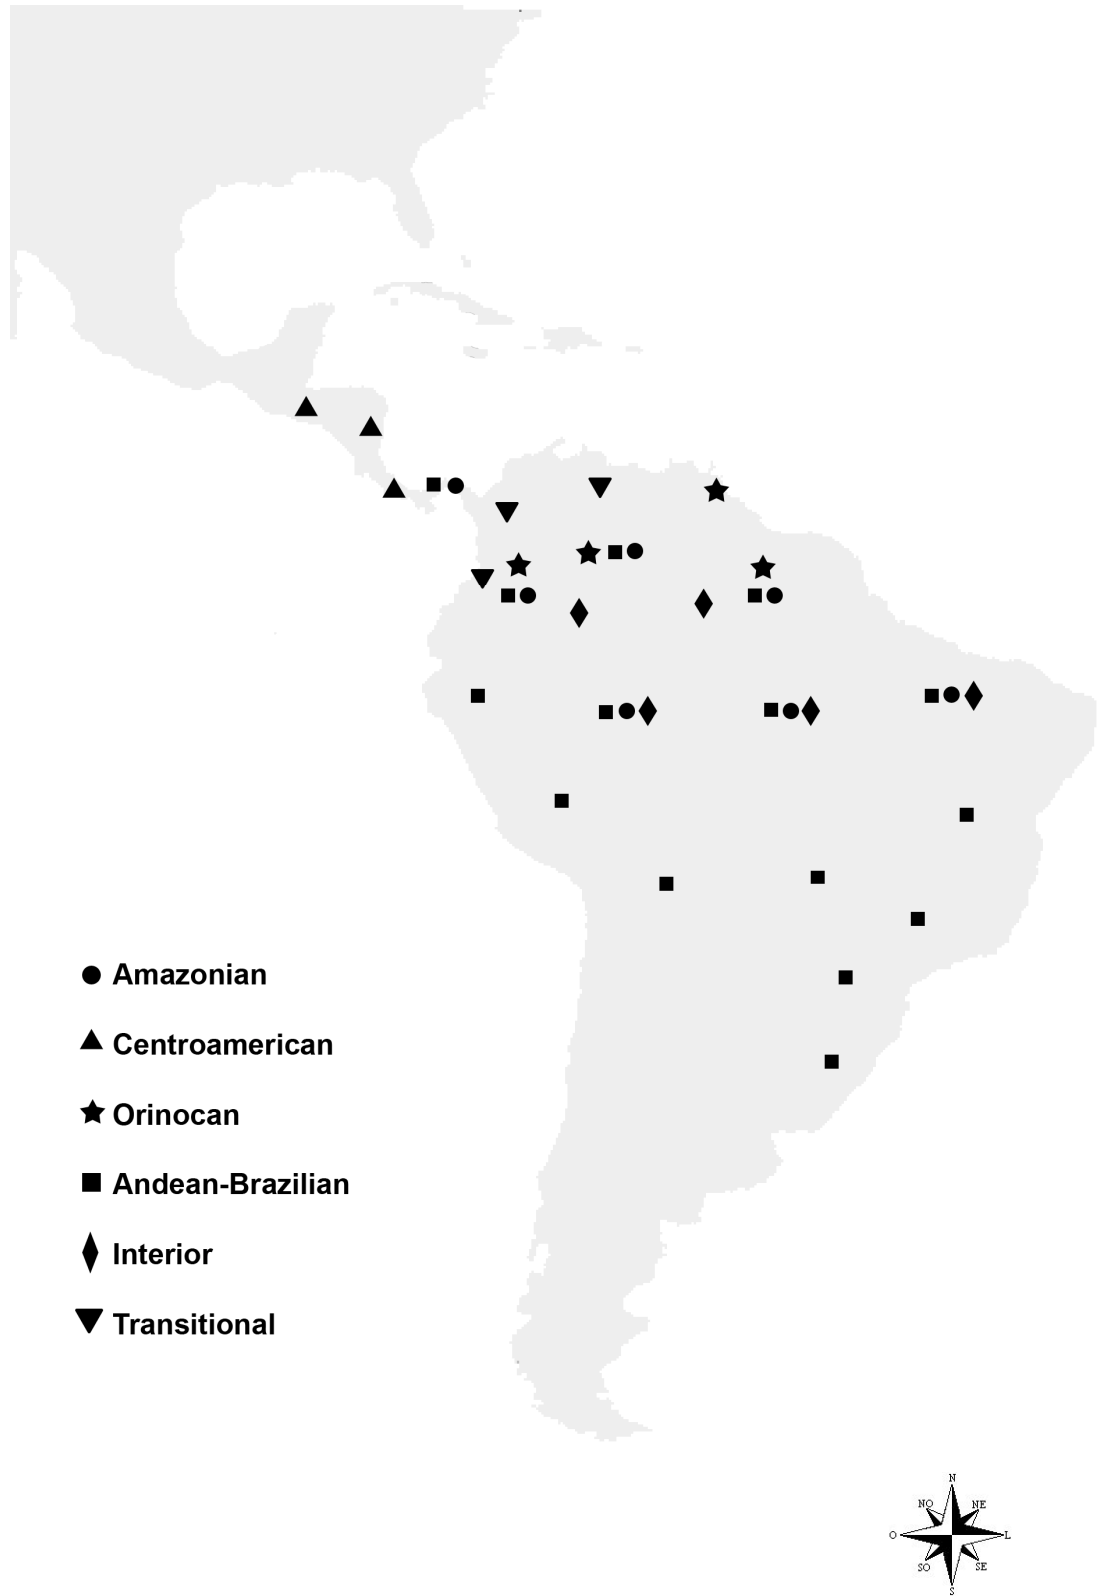 Amazonian
Centroamerican
Orinocan
Andean-Brazilian
Interior
Transitional
N
NO NE
O L
SO SE
S